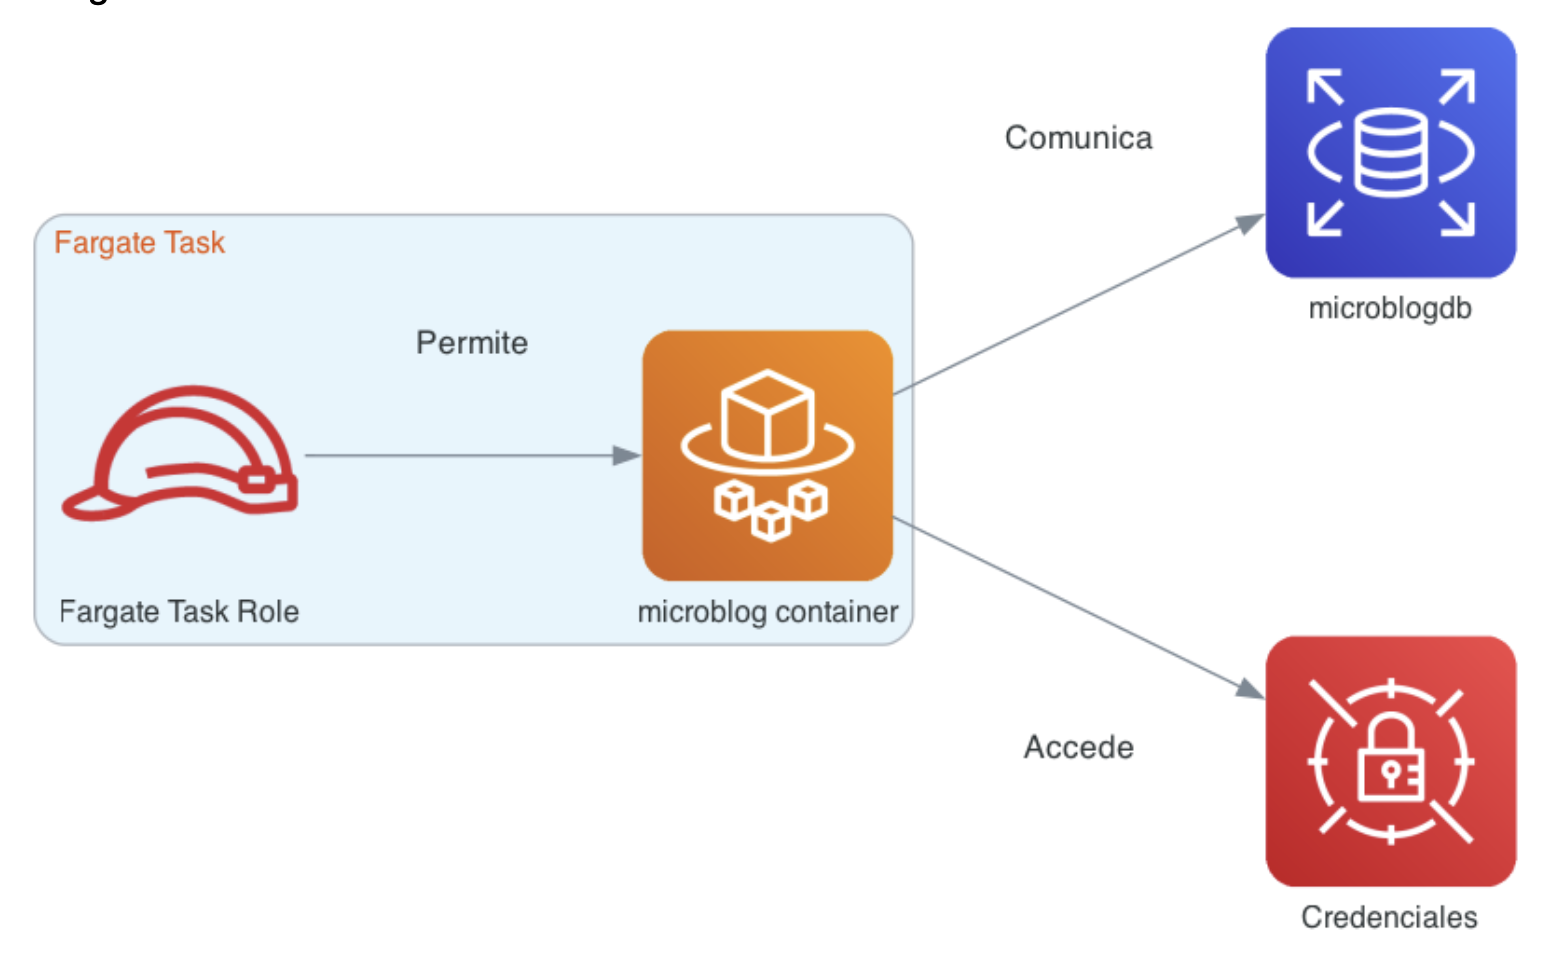 Comunica
Fargate Task
microblogdb
Permite
Fargate Task Role
microblog container
Accede
Credenciales